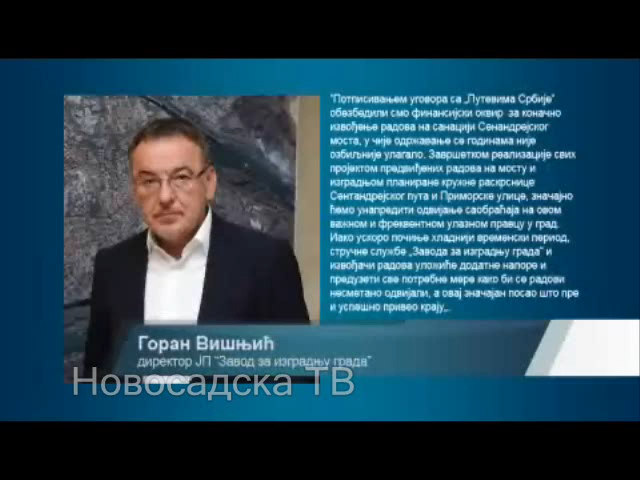 "Потписивањем уговора са „Путевима Србије"
обезбедили смо финансијски оквир за коначно
извођење радова на санацији Сенандрејског
моста, у чије одржавање се годинама није
озбиљније улагало. Завршетком реализације свих
пројектом предвиђених радова на мосту и
изградњом планиране кружне раскрснице
Сентандрејског пута и Приморске улице, значајно
ћемо унапредити одвијање саобраћаја на овом
важном и фреквентном улазном правцу у град.
Иако ускоро почиње хладнији временски период,
стручне службе „Завода за изградњу града" и
извођачи радова уложиће додатне напоре и
предузети све потребне мере како би се радови
несметано одвијали, а овај значајан посао што пре
и успешно привео крају„.
Горан Вишњић
директор ЈП "Завод за изградњу града"
Новосадска ТВ